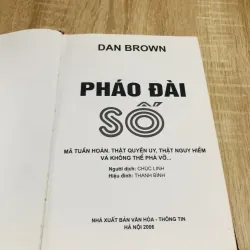 DAN BROWN
PHÁO ĐÀI
SỐ
MÃ TUẦN HOÀN, THẬT QUYỀN UY, THẬT NGUY HIỂM
VÀ KHÔNG THỂ PHÁ VỠ...
Người dịch: CHÚC LINH
Hiệu đính: THANH BÌNH
NHÀ XUẤT BẢN VĂN HÓA - THÔNG TIN
HÀ NỘI 2006